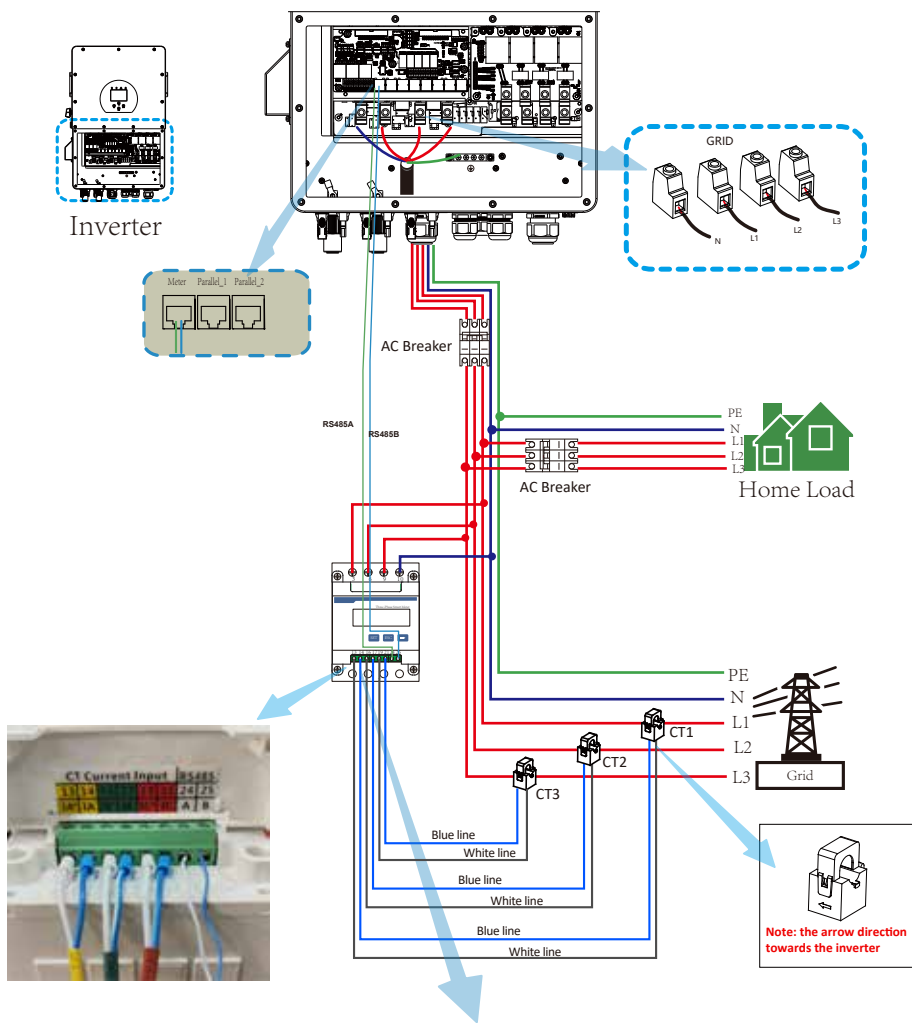 GRID
N
L1
L2
L3
Inverter
Meter
Parallel_1
Parallel_2
AC Breaker
RS485A
RS485B
PE
N
L1
L2
L3
AC Breaker
Home Load
PE
N
L1
L2
L3
CT1
CT2
CT3
Grid
CT Current Input
RS485
13 14
24 25
A B
Blue line
White line
Blue line
White line
Blue line
White line
Note: the arrow direction
towards the inverter